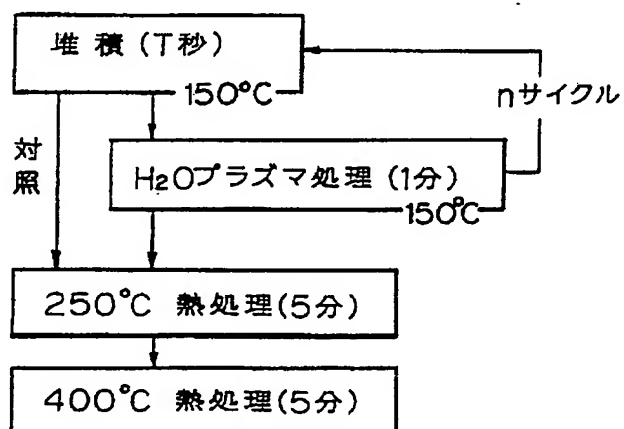 堆積(T秒)
150°C
nサイクル
対照
H2Oプラズマ処理(1分)
150°C
250°C 熱処理(5分)
400°C 熱処理(5分)